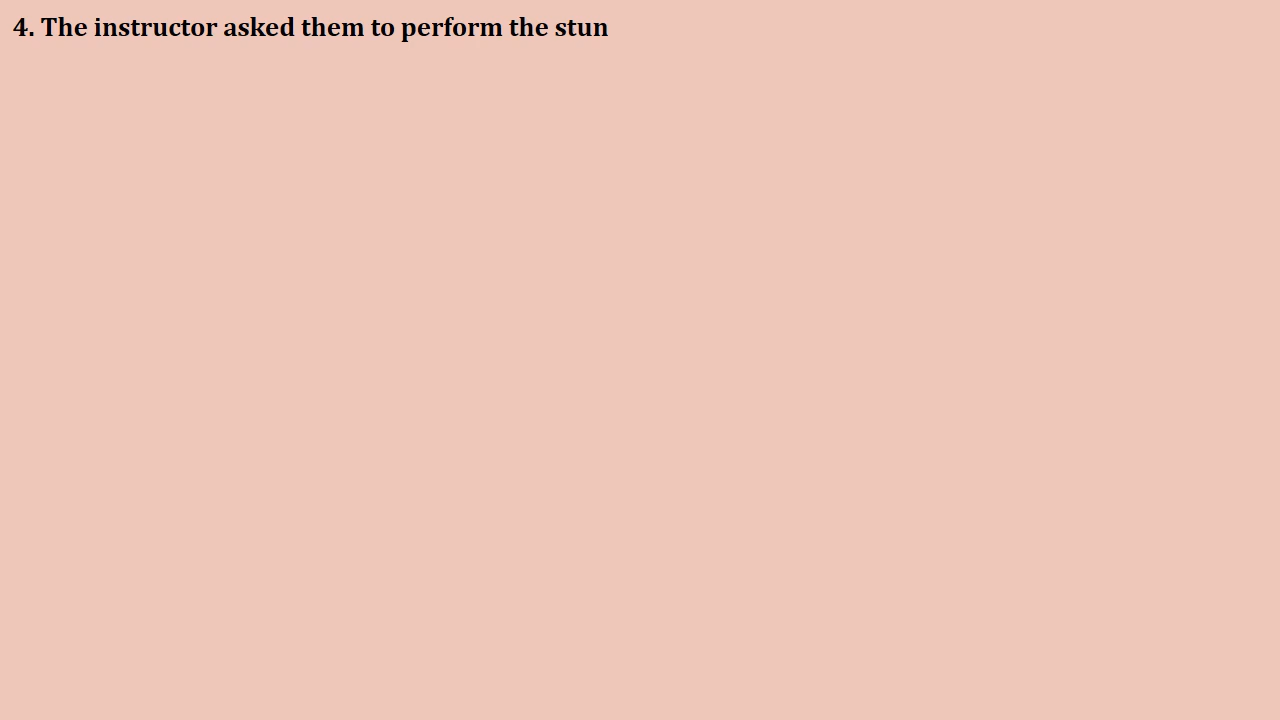 4. The instructor asked them to perform the stun